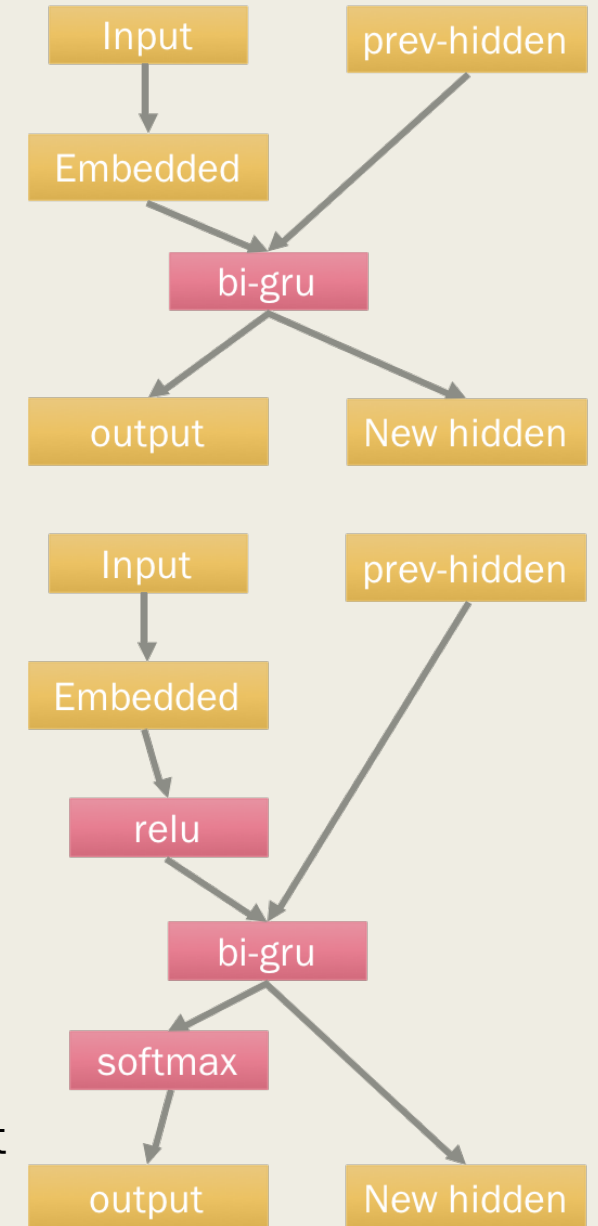 Input
prev-hidden
Embedded
bi-gru
output
New hidden
Input
prev-hidden
Embedded
relu
bi-gru
softmax
t
output
New hidden